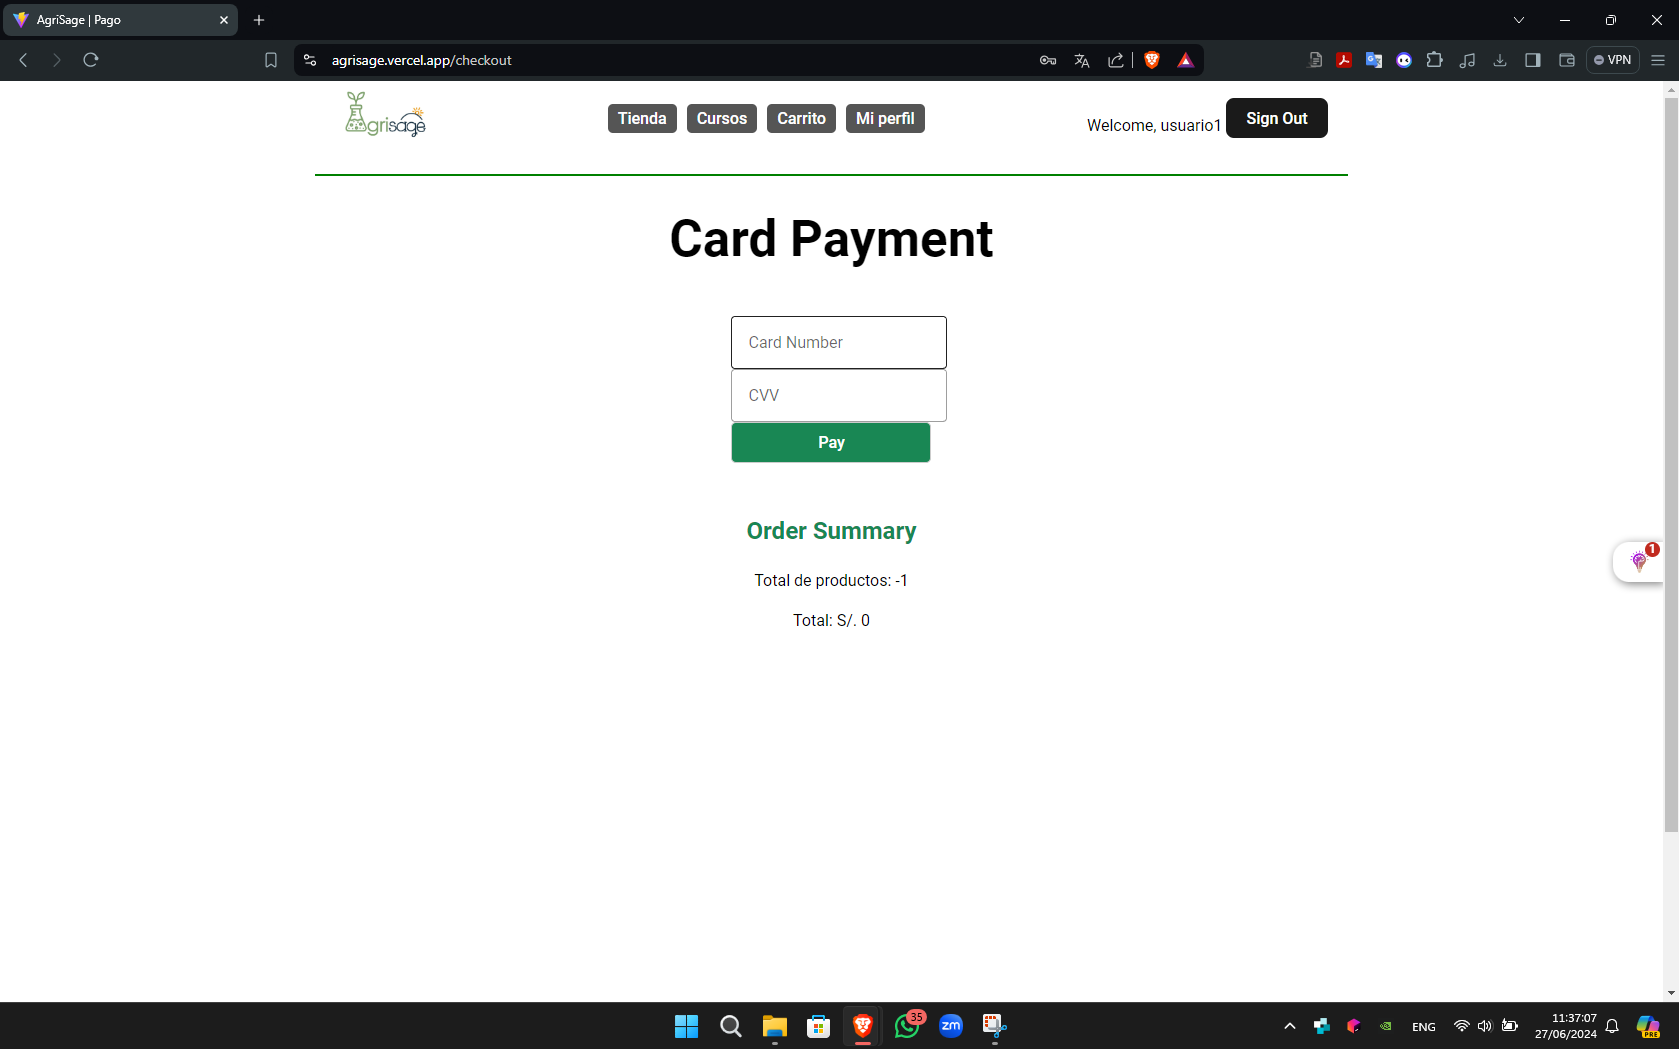 AgriSage | Pago
agrisage.vercel.app/checkout
VPN
Agrisage
Tienda
Cursos
Carrito
Mi perfil
Welcome, usuario1
Sign Out
Card Payment
Card Number
CVV
Pay
Order Summary
Total de productos: -1
Total: S/. 0
1
35
zm
ENG
11:37:07
27/06/2024
PRE